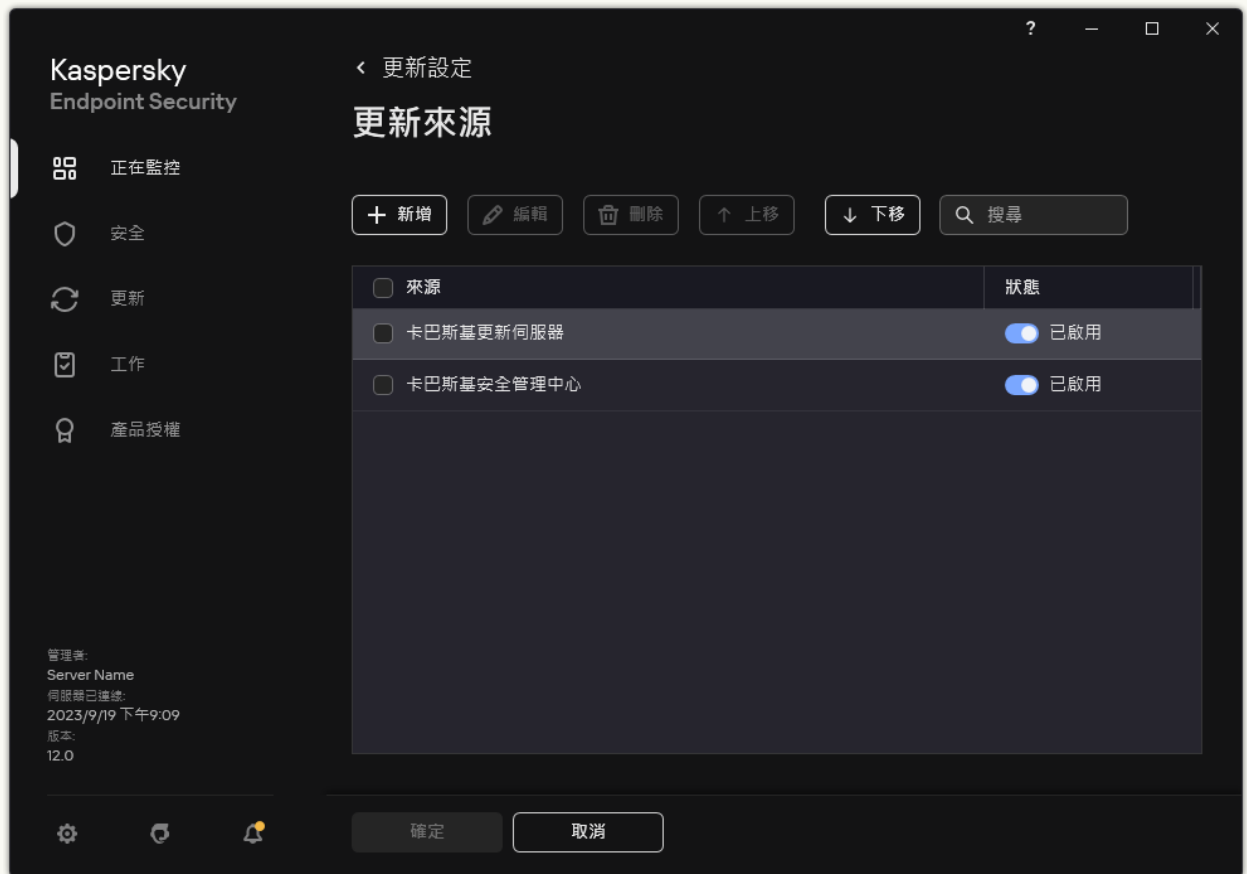 ?
Kaspersky
Endpoint Security
更新設定
更新來源
正在監控
安全
更新
工作
產品授權
新增 編輯 刪除 上移 下移 搜尋
來源 狀態
卡巴斯基更新伺服器 已啟用
卡巴斯基安全管理中心 已啟用
管理者:
Server Name
伺服器已連線:
2023/9/19 下午9:09
版本:
12.0
確定 取消